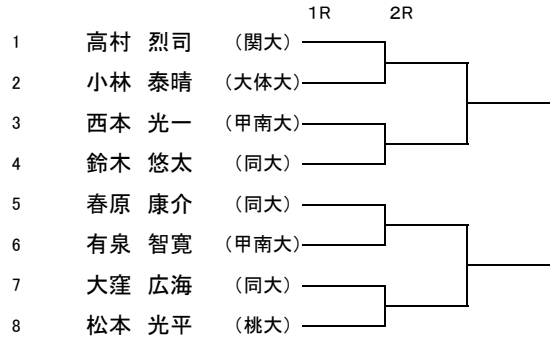 1R 2R
1 高村 烈司 (関大)
2 小林 泰晴 (大体大)
3 西本 光一 (甲南大)
4 鈴木 悠太 (同大)
5 春原 康介 (同大)
6 有泉 智寛 (甲南大)
7 大窪 広海 (同大)
8 松本 光平 (桃大)